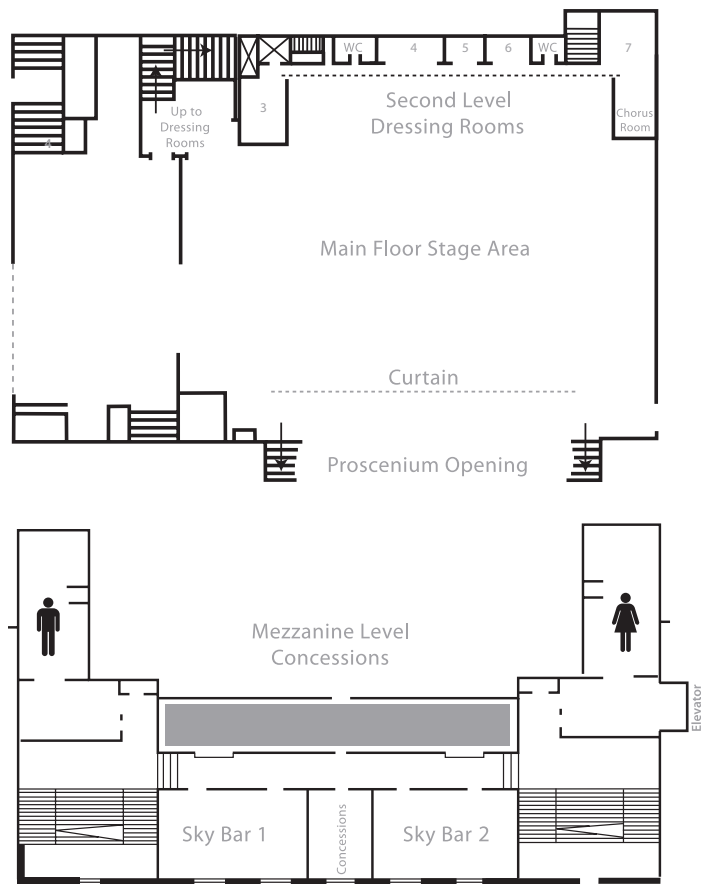 WC
4
5
6
WC
7
3
Second Level
Dressing Rooms
Up to
Dressing
Rooms
Chorus
Room
4
Main Floor Stage Area
Curtain
Proscenium Opening
Mezzanine Level
Concessions
Elevator
Sky Bar 1
Concessions
Sky Bar 2